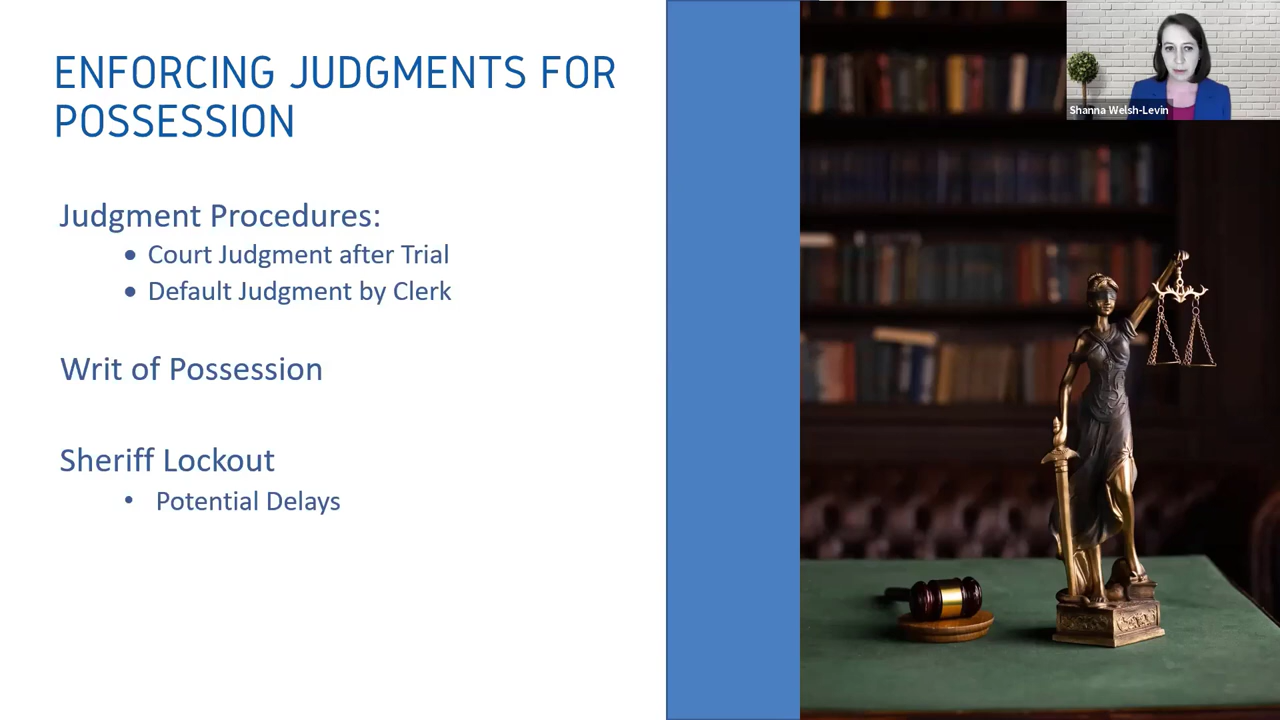 ENFORCING JUDGMENTS FOR
POSSESSION
Shanna Welsh-Levin
Judgment Procedures:
• Court Judgment after Trial
• Default Judgment by Clerk
Writ of Possession
Sheriff Lockout
• Potential Delays